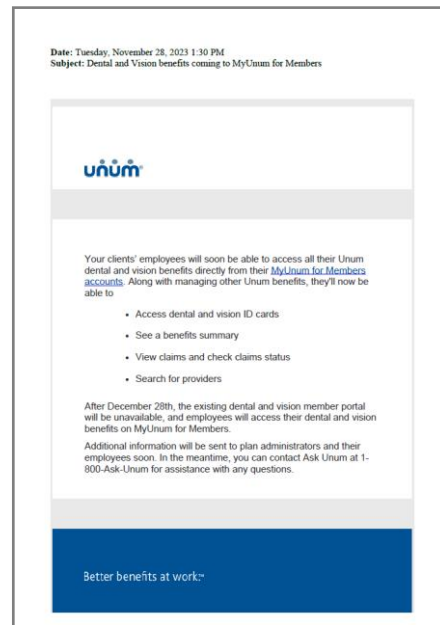 Date: Tuesday, November 28, 2023 1:30 PM
Subject: Dental and Vision benefits coming to MyUnum for Members
unum
Your clients' employees will soon be able to access all their Unum
dental and vision benefits directly from their MyUnum for Members
accounts. Along with managing other Unum benefits, they'll now be
able to
• Access dental and vision ID cards
• See a benefits summary
• View claims and check claims status
• Search for providers
After December 28th, the existing dental and vision member portal
will be unavailable, and employees will access their dental and vision
benefits on MyUnum for Members.
Additional information will be sent to plan administrators and their
employees soon. In the meantime, you can contact Ask Unum at 1-
800-Ask-Unum for assistance with any questions.
Better benefits at work.℠